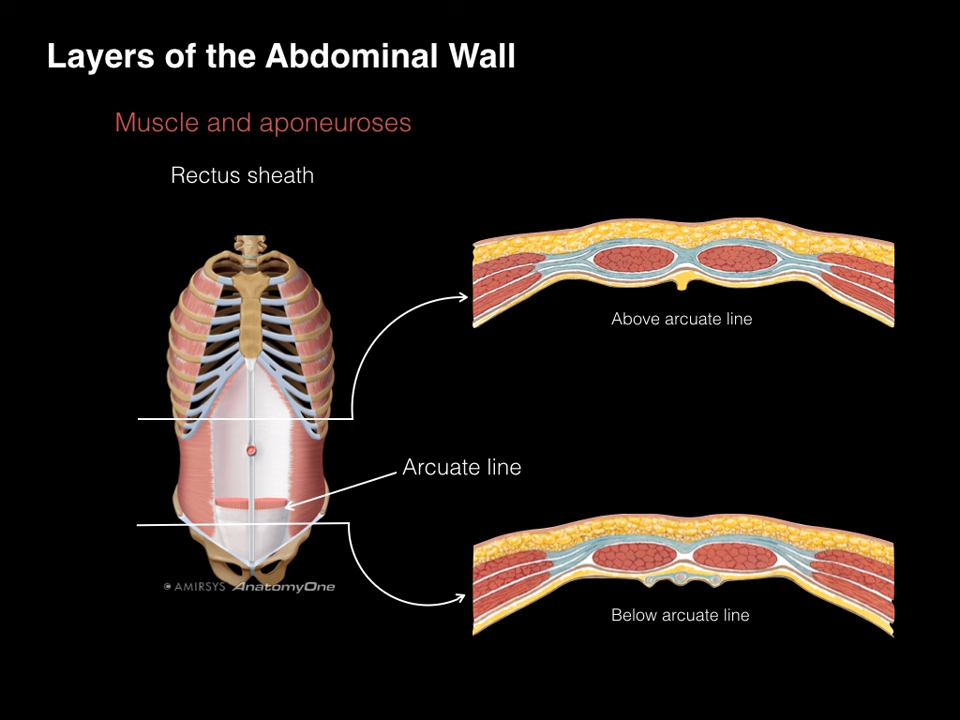 Layers of the Abdominal Wall
Muscle and aponeuroses
Rectus sheath
Above arcuate line
Arcuate line
© AMIRSYS AnatomyOne
Below arcuate line